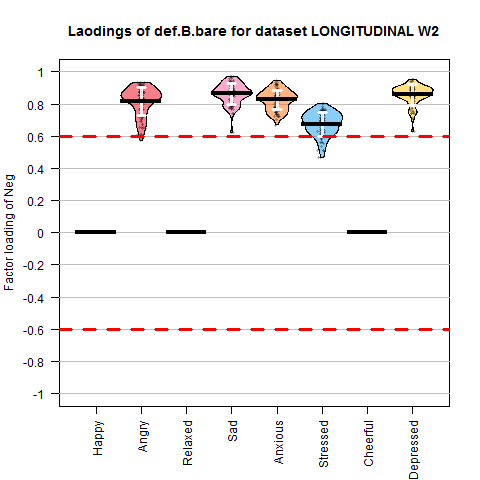 Laodings of def.B.bare for dataset LONGITUDINAL W2
Factor loading of Neg
1
0.8
0.6
0.4
0.2
0
-0.2
-0.4
-0.6
-0.8
-1
Happy
Angry
Relaxed
Sad
Anxious
Stressed
Cheerful
Depressed